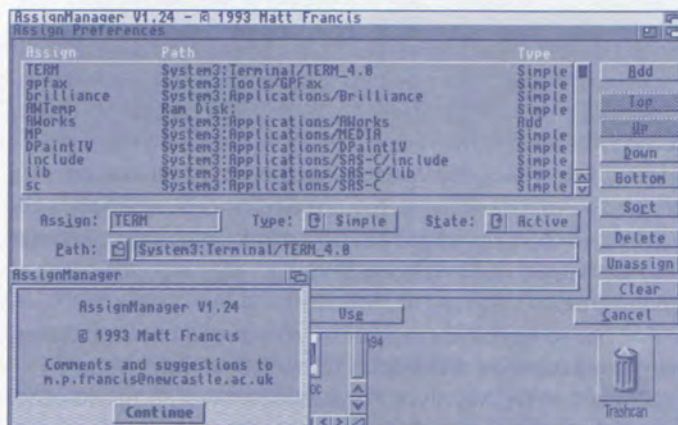 AssignManager V1.24 - © 1993 Matt Francis
Assign Preferences
Assign Path Type
TERM System3:Terminal/TERM_4.0 Simple
gpfax System3:Tools/GPFax Simple
brilliance System3:Applications/Brilliance Simple
AWTemp Ram Disk: Simple
AWorks System3:Applications/AWorks Add
MP System3:Applications/MEDIA Simple
DPaintIV System3:Applications/DPaintIV Simple
include System3:Applications/SAS-C/include Simple
lib System3:Applications/SAS-C/lib Simple
sc System3:Applications/SAS-C Simple
Add
Top
Up
Down
Bottom
Sort
Delete
Unassign
Clear
Assign: TERM Type: Simple State: Active
Path: System3:Terminal/TERM_4.0
Use
Cancel
AssignManager
AssignManager V1.24
© 1993 Matt Francis
Comments and suggestions to
m.p.francis@newcastle.ac.uk
Continue
Trashcan